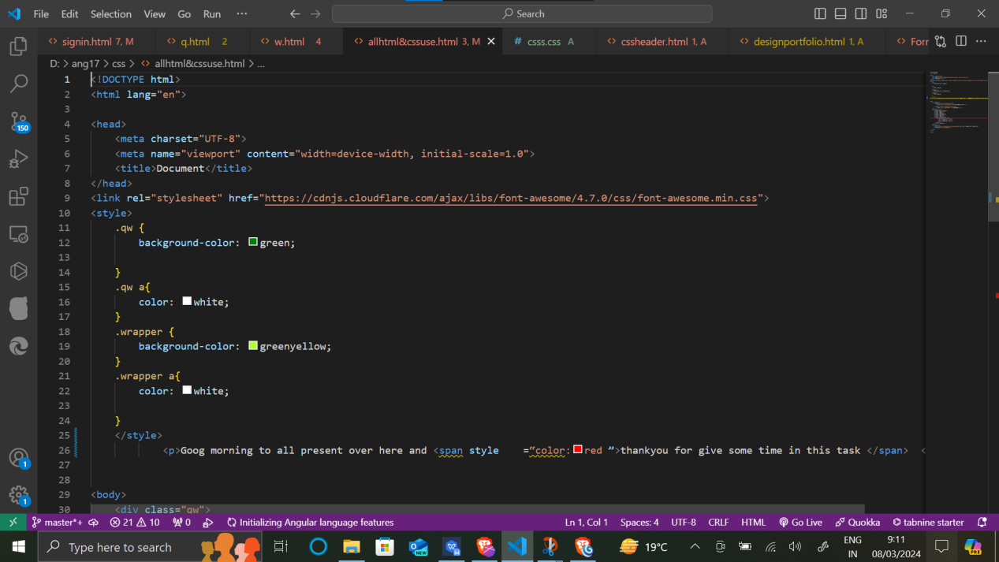 File Edit Selection View Go Run ··· Search
signin.html 7, M q.html 2 w.html 4 allhtml&cssuse.html 3, M csss.css A cssheader.html 1, A designportfolio.html 1, A Forr
D: > ang17 > css > allhtml&cssuse.html > ...
1 <!DOCTYPE html>
2 <html lang="en">
3
4 <head>
5 <meta charset="UTF-8">
6 <meta name="viewport" content="width=device-width, initial-scale=1.0">
7 <title>Document</title>
8 </head>
9 <link rel="stylesheet" href="https://cdnjs.cloudflare.com/ajax/libs/font-awesome/4.7.0/css/font-awesome.min.css">
10 <style>
11 .qw {
12 background-color: green;
13
14 }
15 .qw a{
16 color: white;
17 }
18 .wrapper {
19 background-color: greenyellow;
20 }
21 .wrapper a{
22 color: white;
23
24 }
25 </style>
26 <p>Goog morning to all present over here and <span style =“color:red ”>thankyou for give some time in this task </span> <
27
28
29 <body>
30 <div class="qw">
150
1
1
master*+ 21 10 0 Initializing Angular language features Ln 1, Col 1 Spaces: 4 UTF-8 CRLF HTML Go Live Quokka tabnine starter
Type here to search NEW 19°C ENG IN 9:11 08/03/2024 PRE